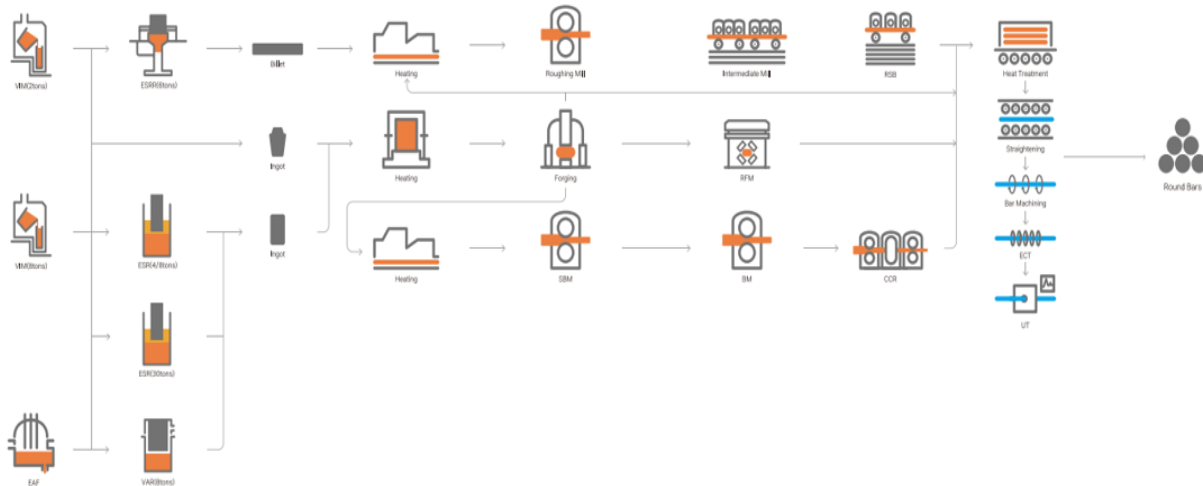 VIM(2tons)
ESRR(6tons)
Billet
Heating
Roughing Mill
Intermediate Mill
RSB
Heat Treatment
Ingot
Heating
Forging
RFM
Straightening
Round Bars
Bar Machining
VIM(8tons)
ESR(4/8tons)
Ingot
Heating
SBM
BM
CCR
ECT
UT
ESR(30tons)
EAF
VAR(8tons)